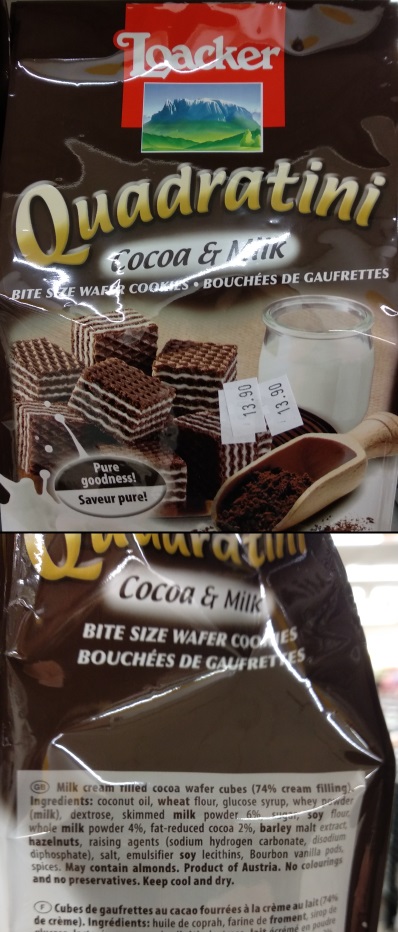 Loacker
Quadratini
Cocoa & Milk
BITE SIZE WAFER COOKIES • BOUCHÉES DE GAUFRETTES
13.90
13.90
Pure
goodness!
Saveur pure!
Quadratini
Cocoa & Milk
BITE SIZE WAFER COOKIES
BOUCHÉES DE GAUFRETTES
GB Milk cream filled cocoa wafer cubes (74% cream filling).
Ingredients: coconut oil, wheat flour, glucose syrup, whey powder
(milk), dextrose, skimmed milk powder 6%, sugar, soy flour,
whole milk powder 4%, fat-reduced cocoa 2%, barley malt extract,
hazelnuts, raising agents (sodium hydrogen carbonate, disodium
diphosphate), salt, emulsifier soy lecithins, Bourbon vanilla pods,
spices. May contain almonds. Product of Austria. No colourings
and no preservatives. Keep cool and dry.
F Cubes de gaufrettes au cacao fourrées à la crème au lait (74%
de crème). Ingrédients: huile de coprah, farine de froment, sirop de
lait écrémé en poudre